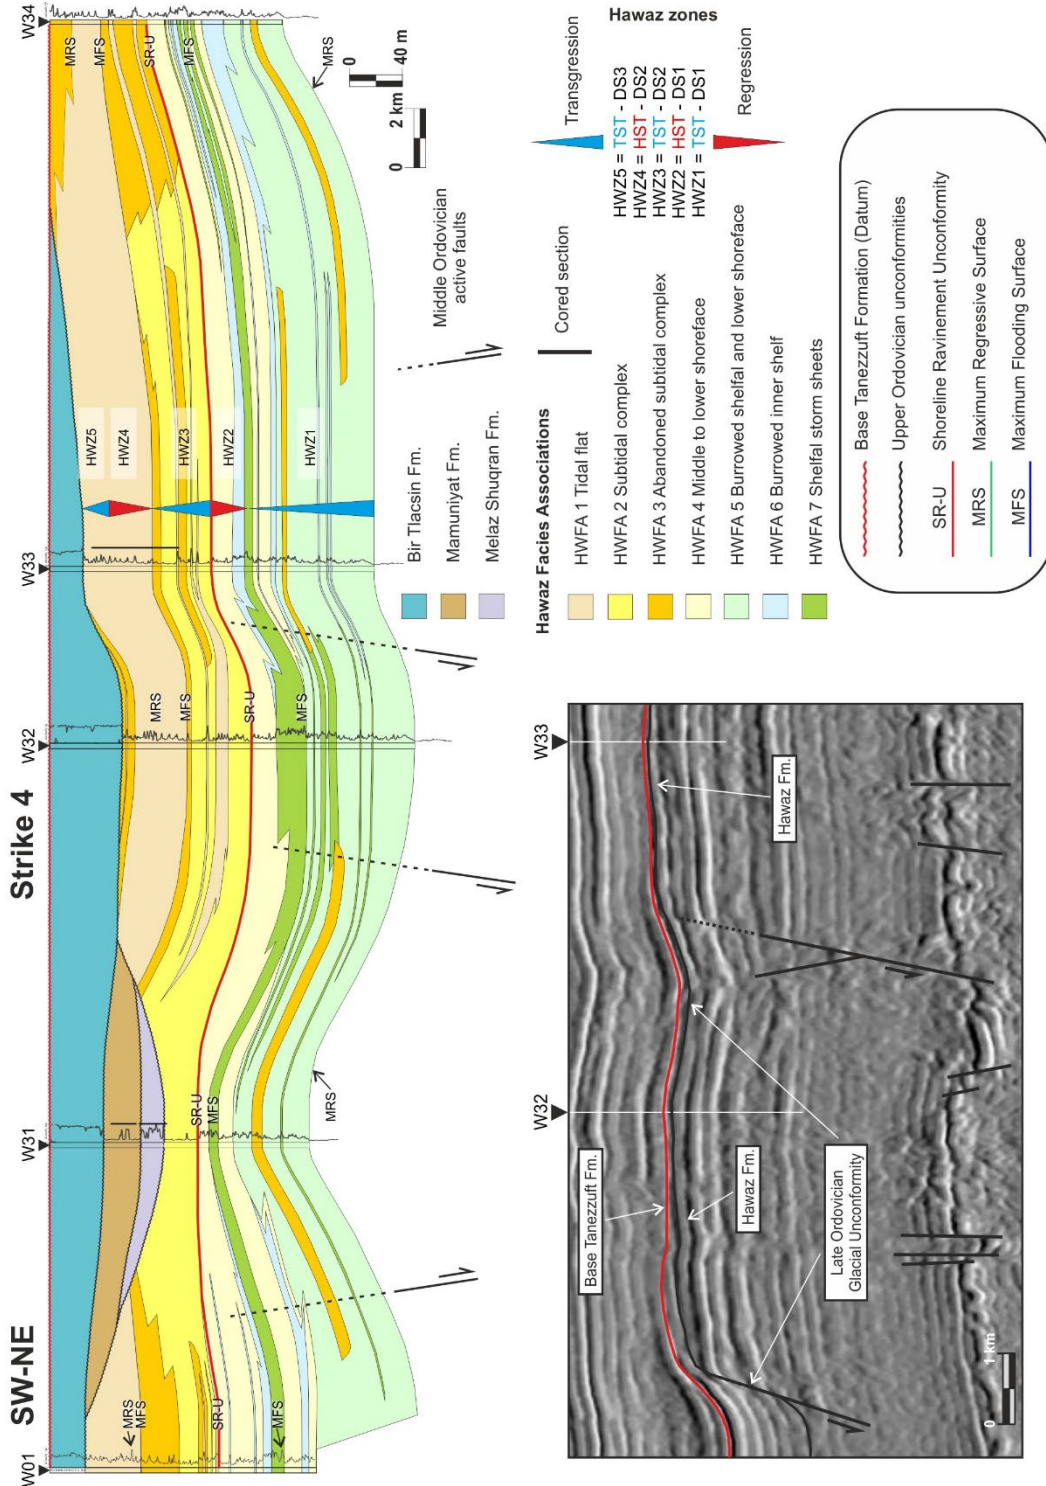 SW-NE
Strike 4
W01
W31
W32
W33
W34
MRS
MFS
SR-U
MFS
SR-U
MFS
MRS
MRS
MFS
SR-U
MFS
MRS
MFS
SR-U
MFS
MRS
HWZ5
HWZ4
HWZ3
HWZ2
HWZ1
0 2 km
0
40 m
Bir Tlacsin Fm.
Mamuniyat Fm.
Melaz Shuqran Fm.
Middle Ordovician
active faults
Hawaz Facies Associations
HWFA 1 Tidal flat
HWFA 2 Subtidal complex
HWFA 3 Abandoned subtidal complex
HWFA 4 Middle to lower shoreface
HWFA 5 Burrowed shelfal and lower shoreface
HWFA 6 Burrowed inner shelf
HWFA 7 Shelfal storm sheets
Cored section
Transgression
HWZ5 = TST - DS3
HWZ4 = HST - DS2
HWZ3 = TST - DS2
HWZ2 = HST - DS1
HWZ1 = TST - DS1
Regression
Hawaz zones
Base Tanezzuft Formation (Datum)
Upper Ordovician unconformities
SR-U Shoreline Ravinement Unconformity
MRS Maximum Regressive Surface
MFS Maximum Flooding Surface
W32
W33
Base Tanezzuft Fm.
Hawaz Fm.
Hawaz Fm.
Late Ordovician
Glacial Unconformity
0 1 km